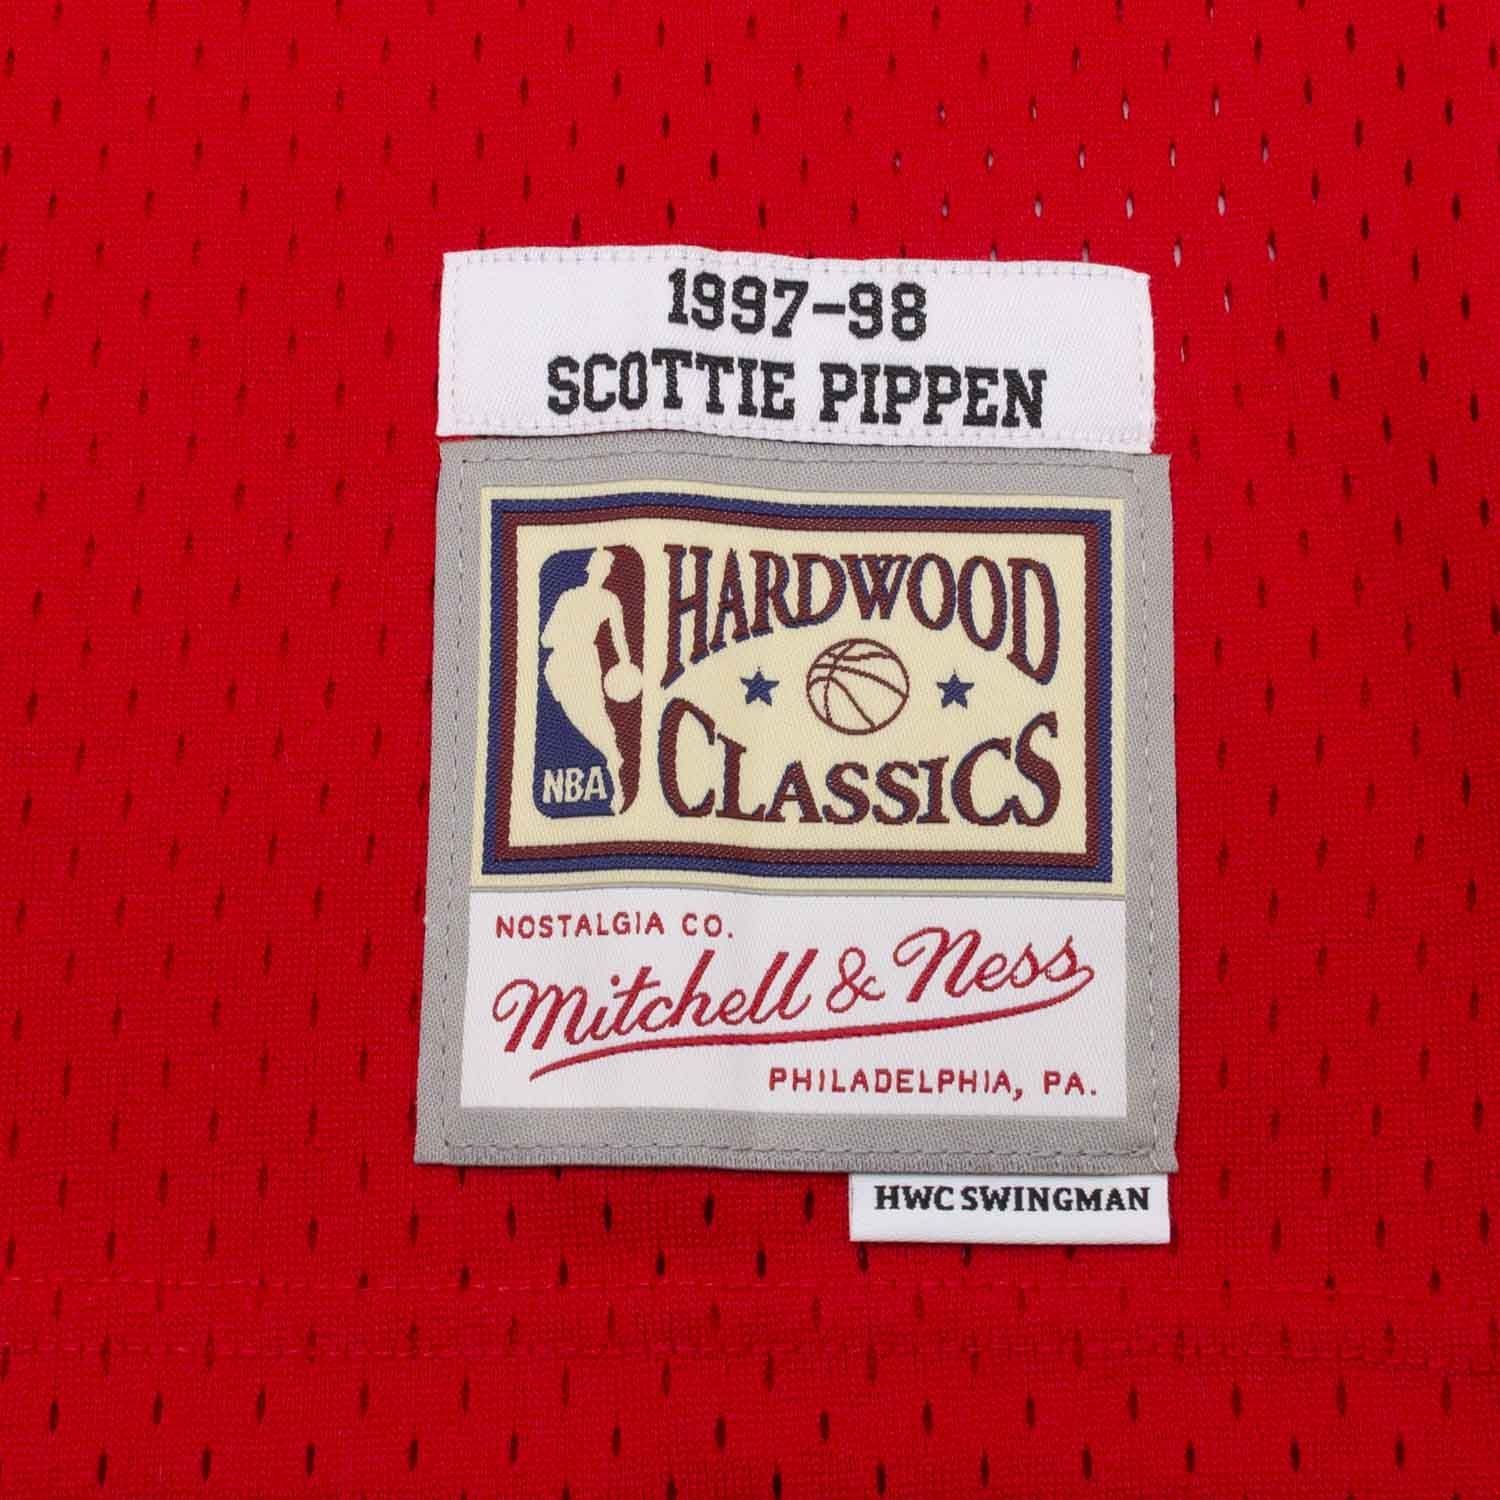 1997-98
SCOTTIE PIPPEN
HARDWOOD
CLASSICS
NBA
NOSTALGIA CO.
Mitchell & Ness
PHILADELPHIA, PA.
HWC SWINGMAN